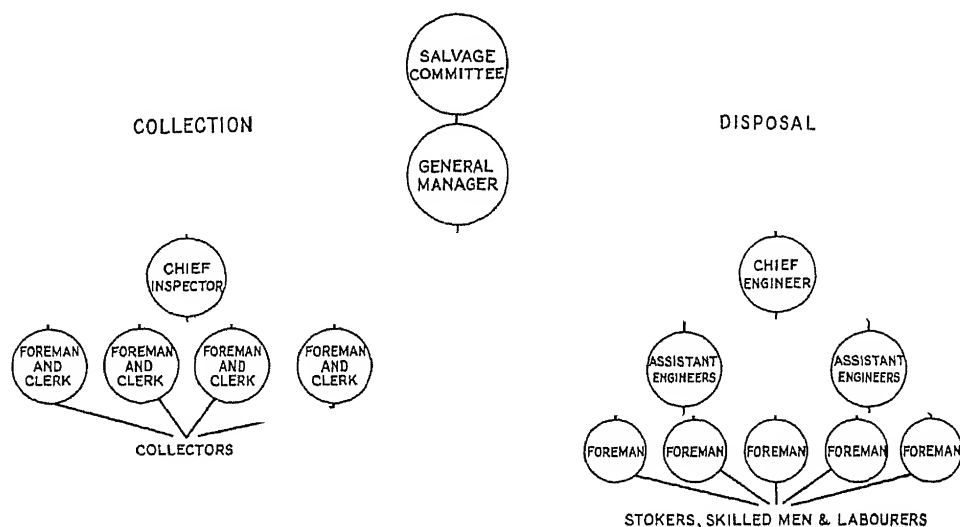 SALVAGE
COMMITTEE
COLLECTION
DISPOSAL
GENERAL
MANAGER
CHIEF
INSPECTOR
CHIEF
ENGINEER
FOREMAN
AND
CLERK
FOREMAN
AND
CLERK
FOREMAN
AND
CLERK
FOREMAN
AND
CLERK
ASSISTANT
ENGINEERS
ASSISTANT
ENGINEERS
COLLECTORS
FOREMAN
FOREMAN
FOREMAN
FOREMAN
FOREMAN
STOKERS, SKILLED MEN & LABOURERS